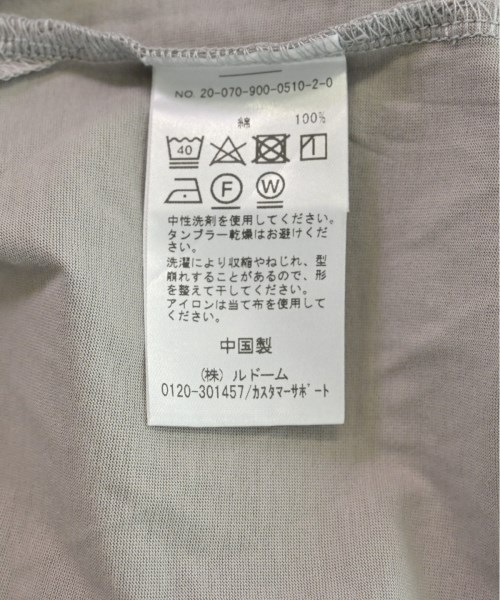 NO. 20-070-900-0510-2-0
綿 100%
40
F W
中性洗剤を使用してください。
タンブラー乾燥はお避けくだ
さい。
洗濯により収縮やねじれ、型
崩れすることがあるので、形
を整えて干してください。
アイロンは当て布を使用して
ください。
中国製
(株) ルドーム
0120-301457/カスタマーサポート